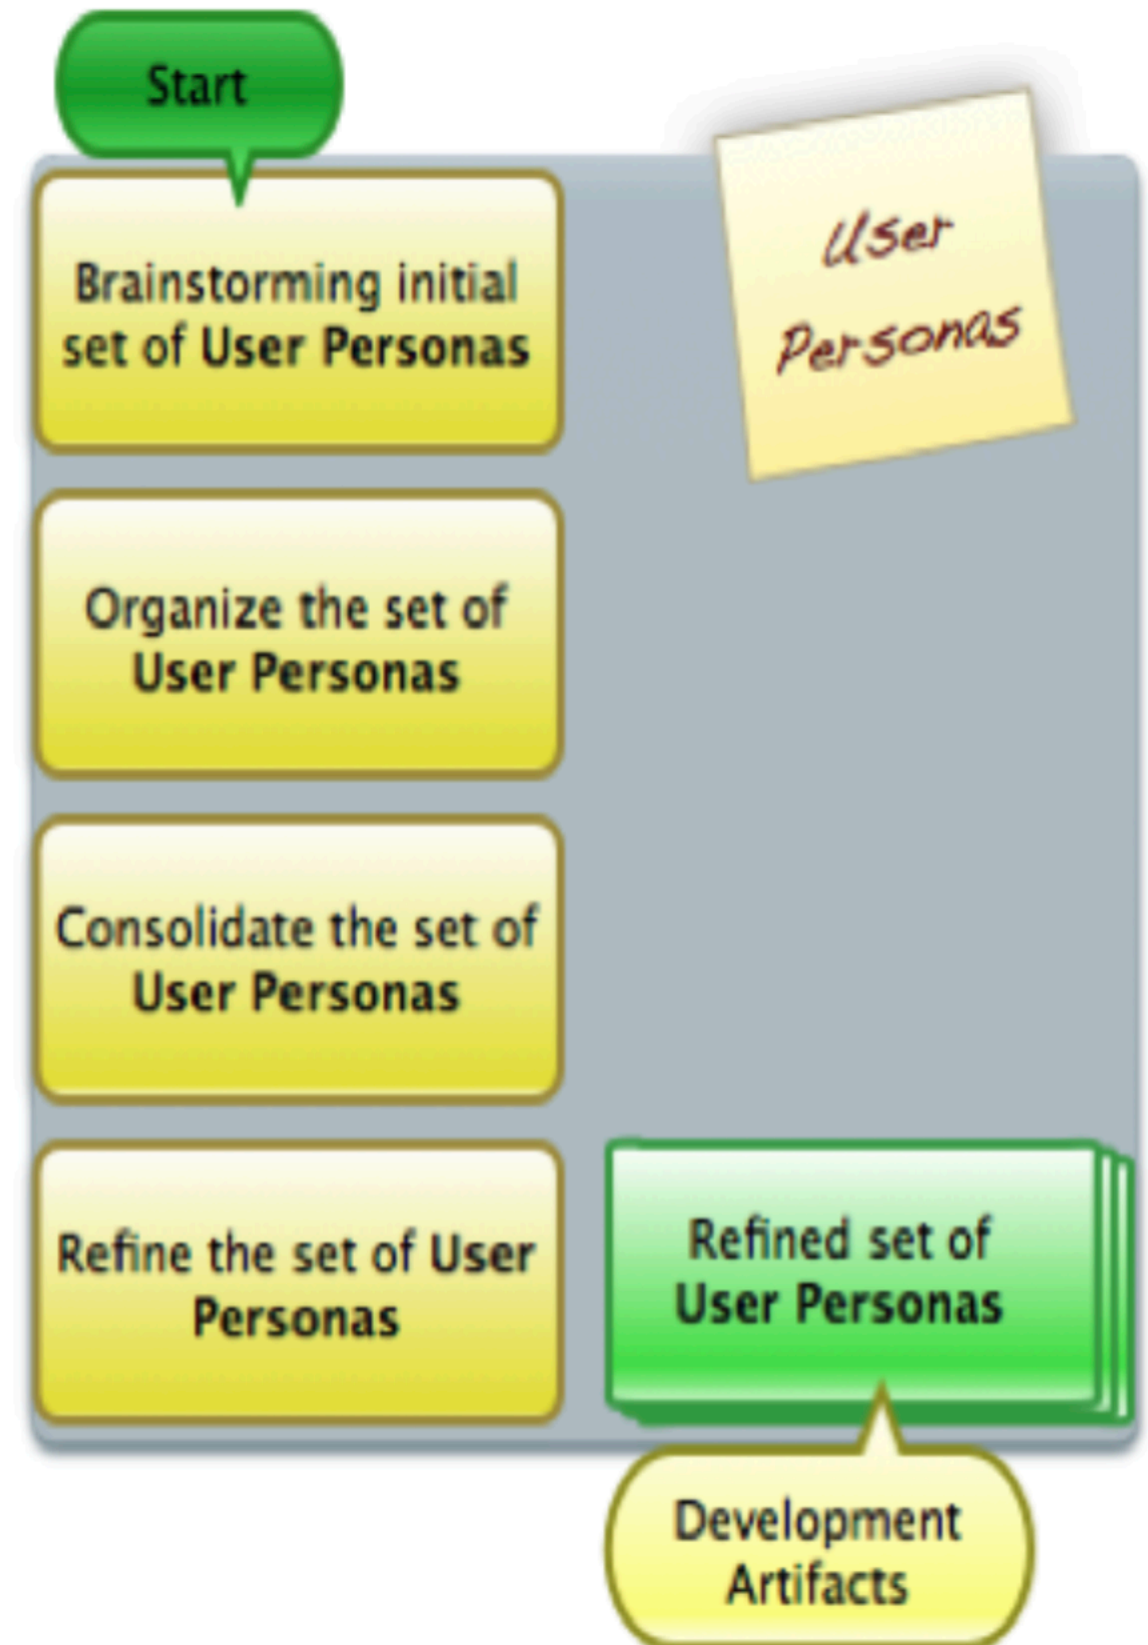 Start
User
Personas
Brainstorming initial
set of User Personas
Organize the set of
User Personas
Consolidate the set of
User Personas
Refine the set of User
Personas
Refined set of
User Personas
Development
Artifacts